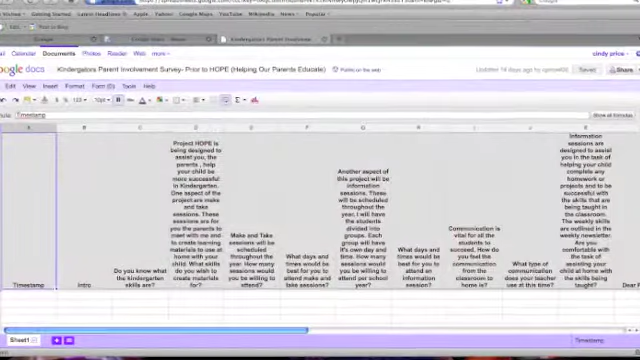 Getting Started Latest Headlines Apple Yahoo! Google Maps YouTube Wikipedia News Popular
Kindergators Parent Involvement...
Calendar Documents Photos Reader Web more
cindy price
Google docs Kindergators Parent Involvement Survey- Prior to HOPE (Helping Our Parents Educate)
Saved Share
Edit View Insert Format Form (0) Tools Help
Timestamp
Show all formulas
A B C D E F G H I J K
Timestamp
Intro
Do you know what
the kindergarten
skills are?
Project HOPE is
being designed to
assist you, the
parents , help
your child be
more successful
in Kindergarten.
One aspect of the
project are make
and take
sessions. These
sessions are for
you the parents to
meet with me and
to create learning
materials to use at
home with your
child. What skills
do you wish to
create materials
for?
Make and Take
sessions will be
scheduled
throughout the
year. How many
sessions would
you be willing to
attend?
What days and
times would be
best for you to
attend make and
take sessions?
Another aspect of
this project will be
information
sessions. These
will be scheduled
throughout the
year. I will have
the students
divided into
groups. Each
group will have
it's own day and
time. How many
sessions would
you be willing to
attend per school
year?
What days and
times would be
best for you to
attend an
information
session?
Communication is
vital for all the
students to
succeed. How do
you feel the
communication
from the
classroom to
home is?
What type of
communication
does your teacher
use at this time?
Information
sessions are
designed to assist
you in the task of
helping your child
complete any
homework or
projects and to be
successful with
the skills that are
being taught in
the classroom.
The weekly skills
are outlined in the
weekly newsletter.
Are you
comfortable with
the task of
assisting your
child at home with
the skills being
taught?
Dear
Sheet1
Timestamp